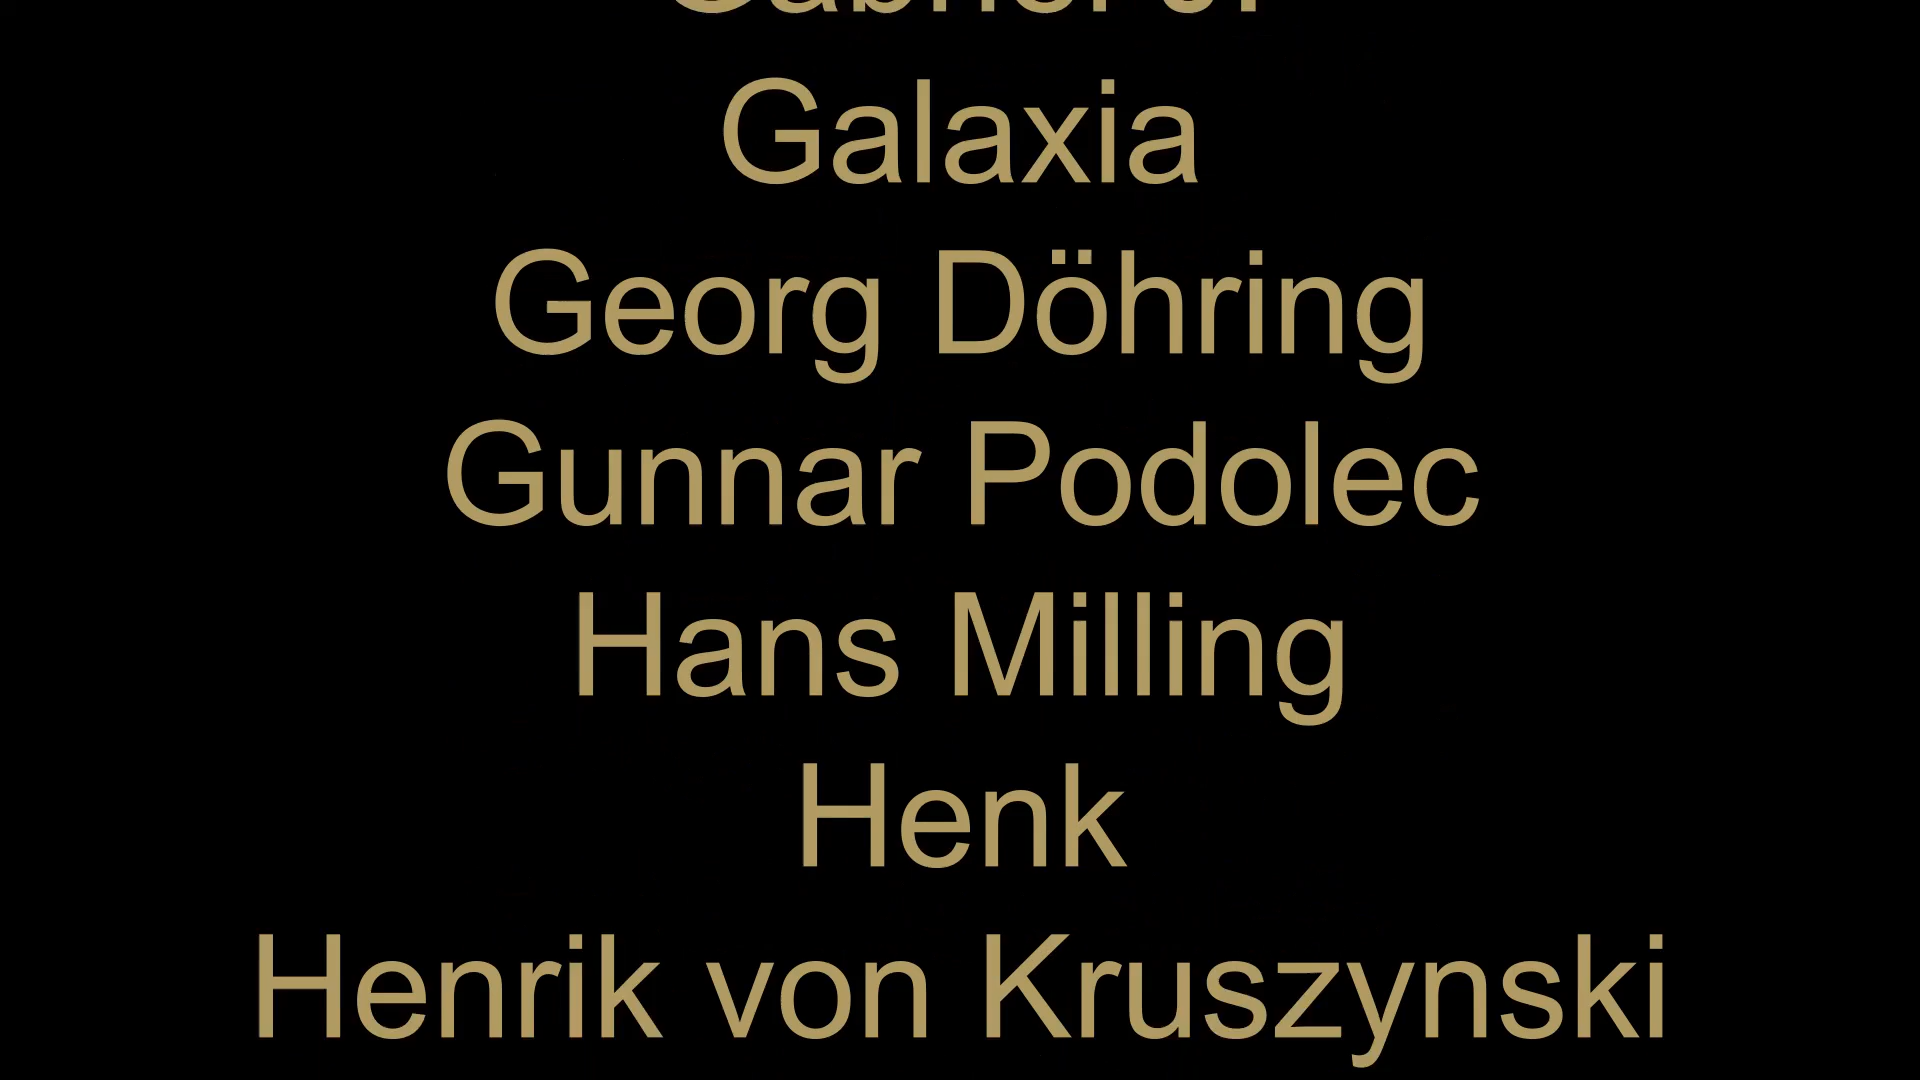 Galaxia
Georg Döhring
Gunnar Podolec
Hans Milling
Henk
Henrik von Kruszynski